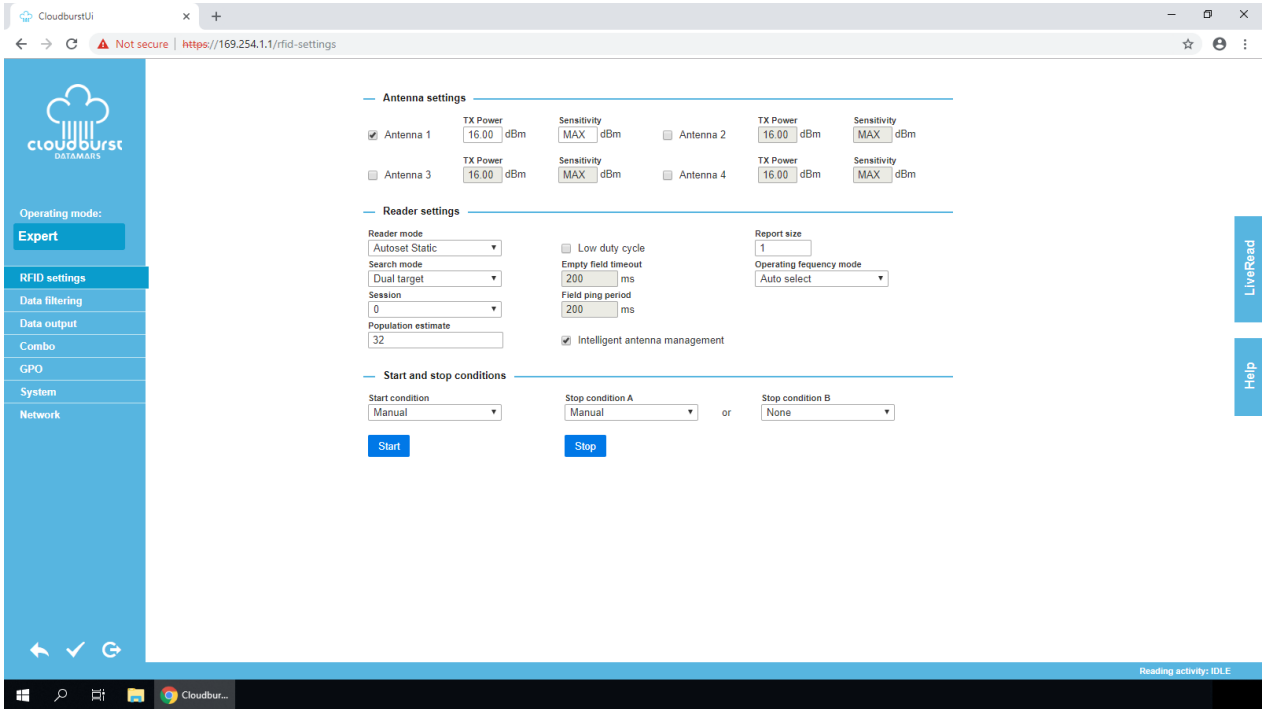 CloudburstUi
Not secure | https://169.254.1.1/rfid-settings
cloudburst
DATAMARS
Operating mode:
Expert
RFID settings
Data filtering
Data output
Combo
GPO
System
Network
Antenna settings
TX Power Sensitivity TX Power Sensitivity
Antenna 1 16.00 dBm MAX dBm Antenna 2 16.00 dBm MAX dBm
TX Power Sensitivity TX Power Sensitivity
Antenna 3 16.00 dBm MAX dBm Antenna 4 16.00 dBm MAX dBm
Reader settings
Reader mode Report size
Autoset Static Low duty cycle 1
Search mode Empty field timeout Operating fequency mode
Dual target 200 ms Auto select
Session Field ping period
0 200 ms
Population estimate
32 Intelligent antenna management
Start and stop conditions
Start condition Stop condition A Stop condition B
Manual Manual or None
Start Stop
LiveRead
Help
Reading activity: IDLE
Cloudbur...